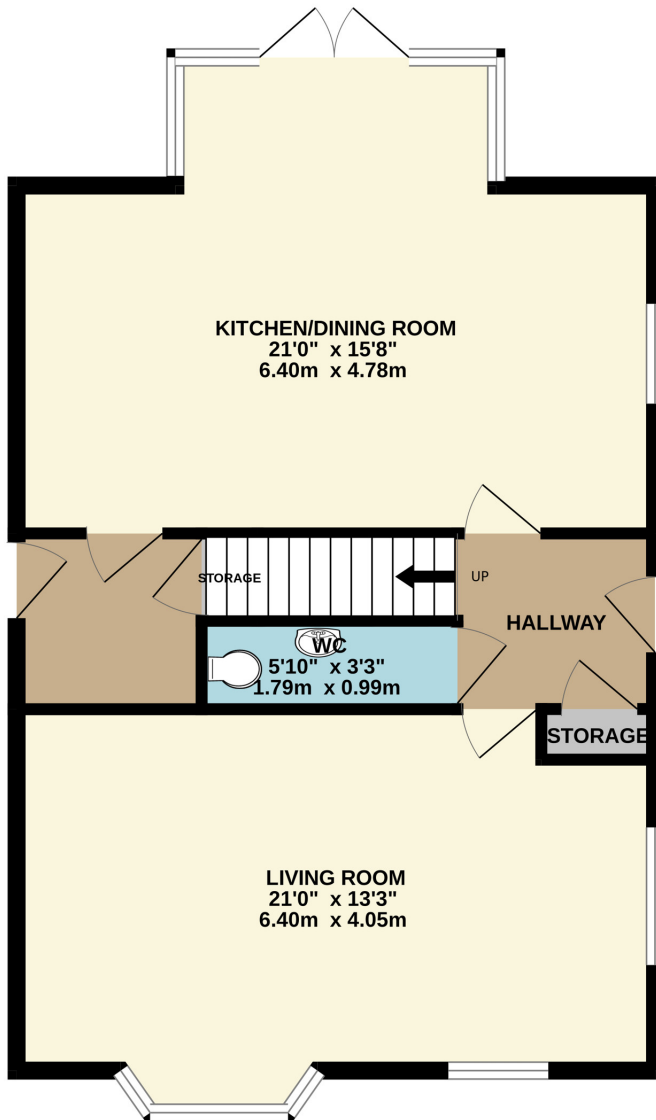 KITCHEN/DINING ROOM
21'0" x 15'8"
6.40m x 4.78m
STORAGE
UP
HALLWAY
WC
5'10" x 3'3"
1.79m x 0.99m
STORAGE
LIVING ROOM
21'0" x 13'3"
6.40m x 4.05m